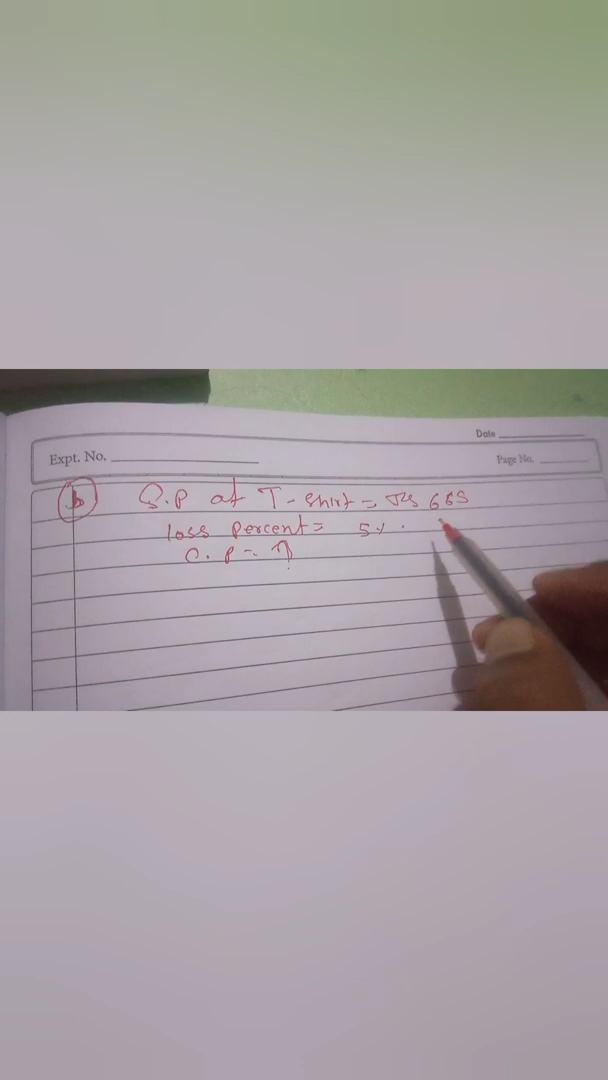 Date
Expt. No.
Page No.
b S.P of T-Shirt = Rs 665
loss percent = 5%.
C.P = ?